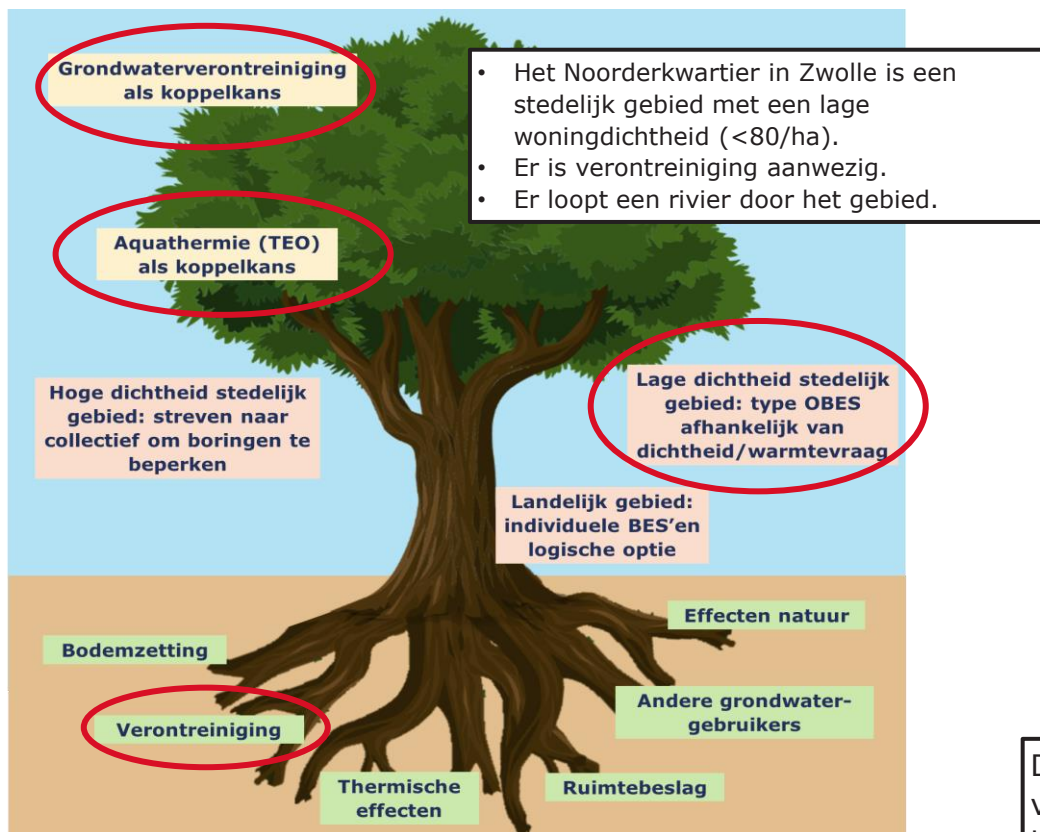 Grondwaterverontreiniging
als koppelkans
• Het Noorderkwartier in Zwolle is een
stedelijk gebied met een lage
woningdichtheid (<80/ha).
• Er is verontreiniging aanwezig.
• Er loopt een rivier door het gebied.
Aquathermie (TEO)
als koppelkans
Hoge dichtheid stedelijk
gebied: streven naar
collectief om boringen te
beperken
Lage dichtheid stedelijk
gebied: type OBES
afhankelijk van
dichtheid/warmtevraag
Landelijk gebied:
individuele BES’en
logische optie
Effecten natuur
Bodemzetting
Andere grondwater-
gebruikers
Verontreiniging
Thermische
effecten
Ruimtebeslag